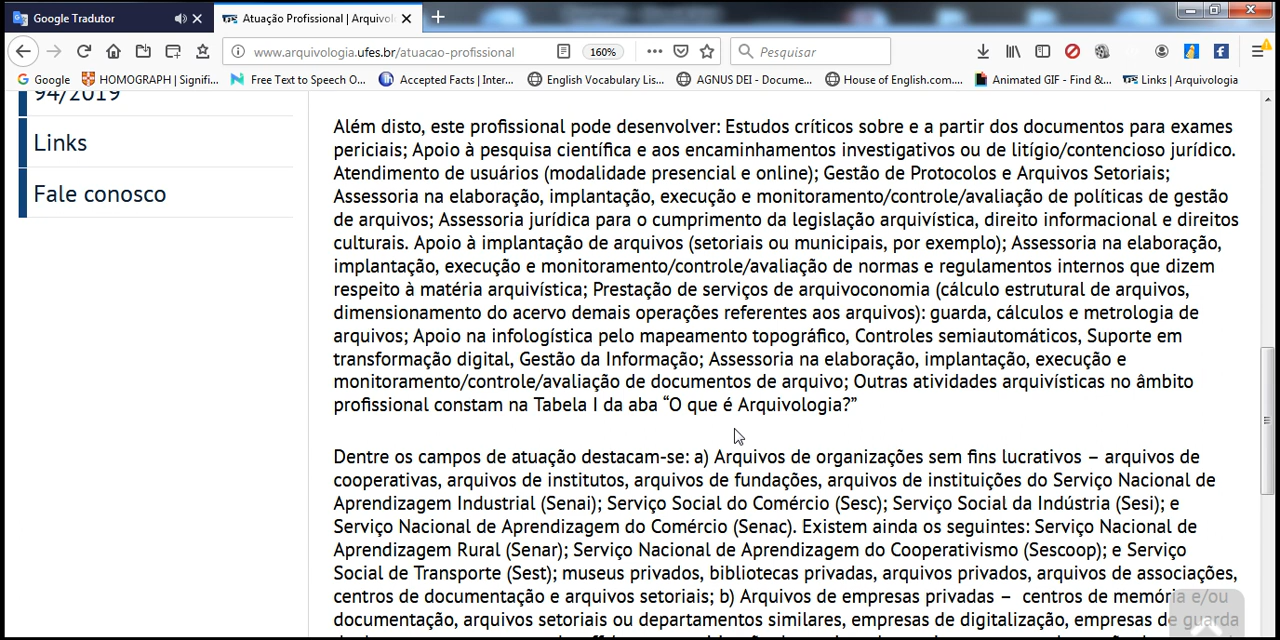 Google Tradutor
Atuação Profissional | Arquivol
www.arquivologia.ufes.br/atuacao-profissional
160%
Pesquisar
Google
HOMOGRAPH | Signifi...
Free Text to Speech O...
Accepted Facts | Inter...
English Vocabulary Lis...
AGNUS DEI - Docume...
House of English.com....
Animated GIF - Find &...
Links | Arquivologia
94/2019
Links
Fale conosco
Além disto, este profissional pode desenvolver: Estudos críticos sobre e a partir dos documentos para exames
periciais; Apoio à pesquisa científica e aos encaminhamentos investigativos ou de litígio/contencioso jurídico.
Atendimento de usuários (modalidade presencial e online); Gestão de Protocolos e Arquivos Setoriais;
Assessoria na elaboração, implantação, execução e monitoramento/controle/avaliação de políticas de gestão
de arquivos; Assessoria jurídica para o cumprimento da legislação arquivística, direito informacional e direitos
culturais. Apoio à implantação de arquivos (setoriais ou municipais, por exemplo); Assessoria na elaboração,
implantação, execução e monitoramento/controle/avaliação de normas e regulamentos internos que dizem
respeito à matéria arquivística; Prestação de serviços de arquivoconomia (cálculo estrutural de arquivos,
dimensionamento do acervo demais operações referentes aos arquivos): guarda, cálculos e metrologia de
arquivos; Apoio na infologística pelo mapeamento topográfico, Controles semiautomáticos, Suporte em
transformação digital, Gestão da Informação; Assessoria na elaboração, implantação, execução e
monitoramento/controle/avaliação de documentos de arquivo; Outras atividades arquivísticas no âmbito
profissional constam na Tabela I da aba “O que é Arquivologia?”
Dentre os campos de atuação destacam-se: a) Arquivos de organizações sem fins lucrativos – arquivos de
cooperativas, arquivos de institutos, arquivos de fundações, arquivos de instituições do Serviço Nacional de
Aprendizagem Industrial (Senai); Serviço Social do Comércio (Sesc); Serviço Social da Indústria (Sesi); e
Serviço Nacional de Aprendizagem do Comércio (Senac). Existem ainda os seguintes: Serviço Nacional de
Aprendizagem Rural (Senar); Serviço Nacional de Aprendizagem do Cooperativismo (Sescoop); e Serviço
Social de Transporte (Sest); museus privados, bibliotecas privadas, arquivos privados, arquivos de associações,
centros de documentação e arquivos setoriais; b) Arquivos de empresas privadas – centros de memória e/ou
documentação, arquivos setoriais ou departamentos similares, empresas de digitalização, empresas de guarda